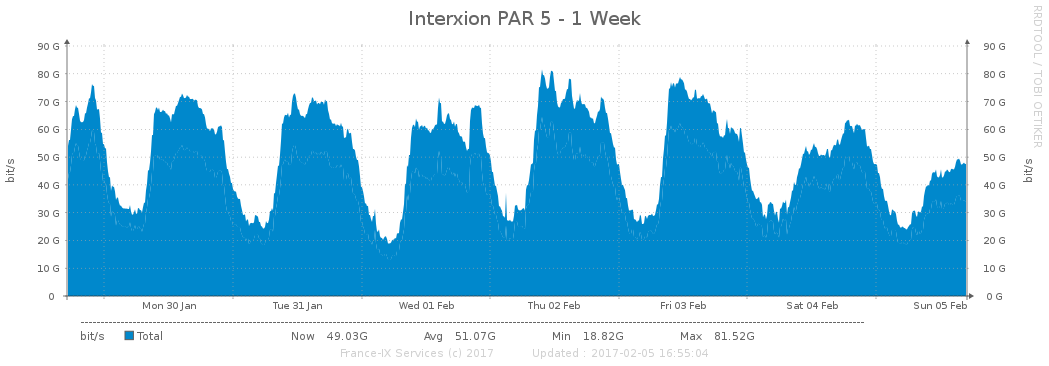 Interxion PAR 5 - 1 Week
RRDTOOL / TOBI OETIKER
90 G 90 G
80 G 80 G
70 G 70 G
60 G 60 G
50 G 50 G
40 G 40 G
30 G 30 G
20 G 20 G
10 G 10 G
0 0 G
bit/s
bit/s
Mon 30 Jan Tue 31 Jan Wed 01 Feb Thu 02 Feb Fri 03 Feb Sat 04 Feb Sun 05 Feb
bit/s Total Now 49.03G Avg 51.07G Min 18.82G Max 81.52G
France-IX Services (c) 2017 Updated : 2017-02-05 16:55:04